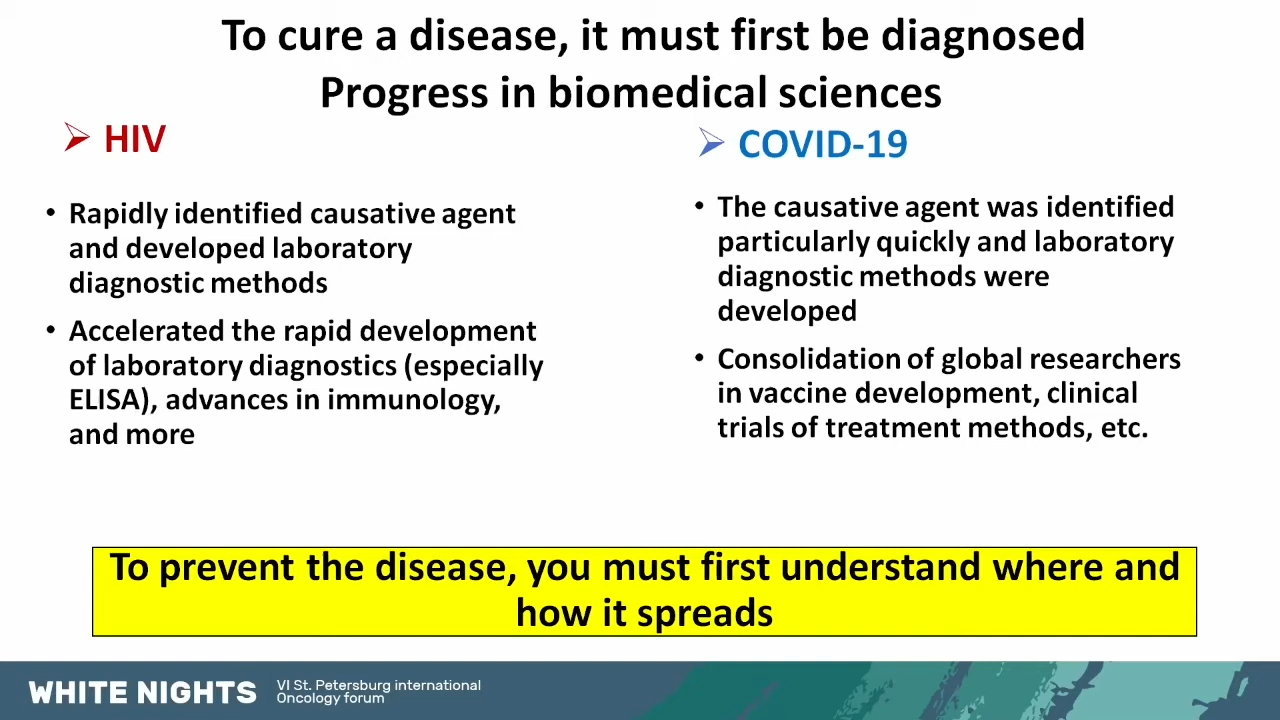 To cure a disease, it must first be diagnosed
Progress in biomedical sciences
HIV
• Rapidly identified causative agent
and developed laboratory
diagnostic methods
• Accelerated the rapid development
of laboratory diagnostics (especially
ELISA), advances in immunology,
and more
COVID-19
• The causative agent was identified
particularly quickly and laboratory
diagnostic methods were
developed
• Consolidation of global researchers
in vaccine development, clinical
trials of treatment methods, etc.
To prevent the disease, you must first understand where and
how it spreads
WHITE NIGHTS
VI St. Petersburg international
Oncology forum